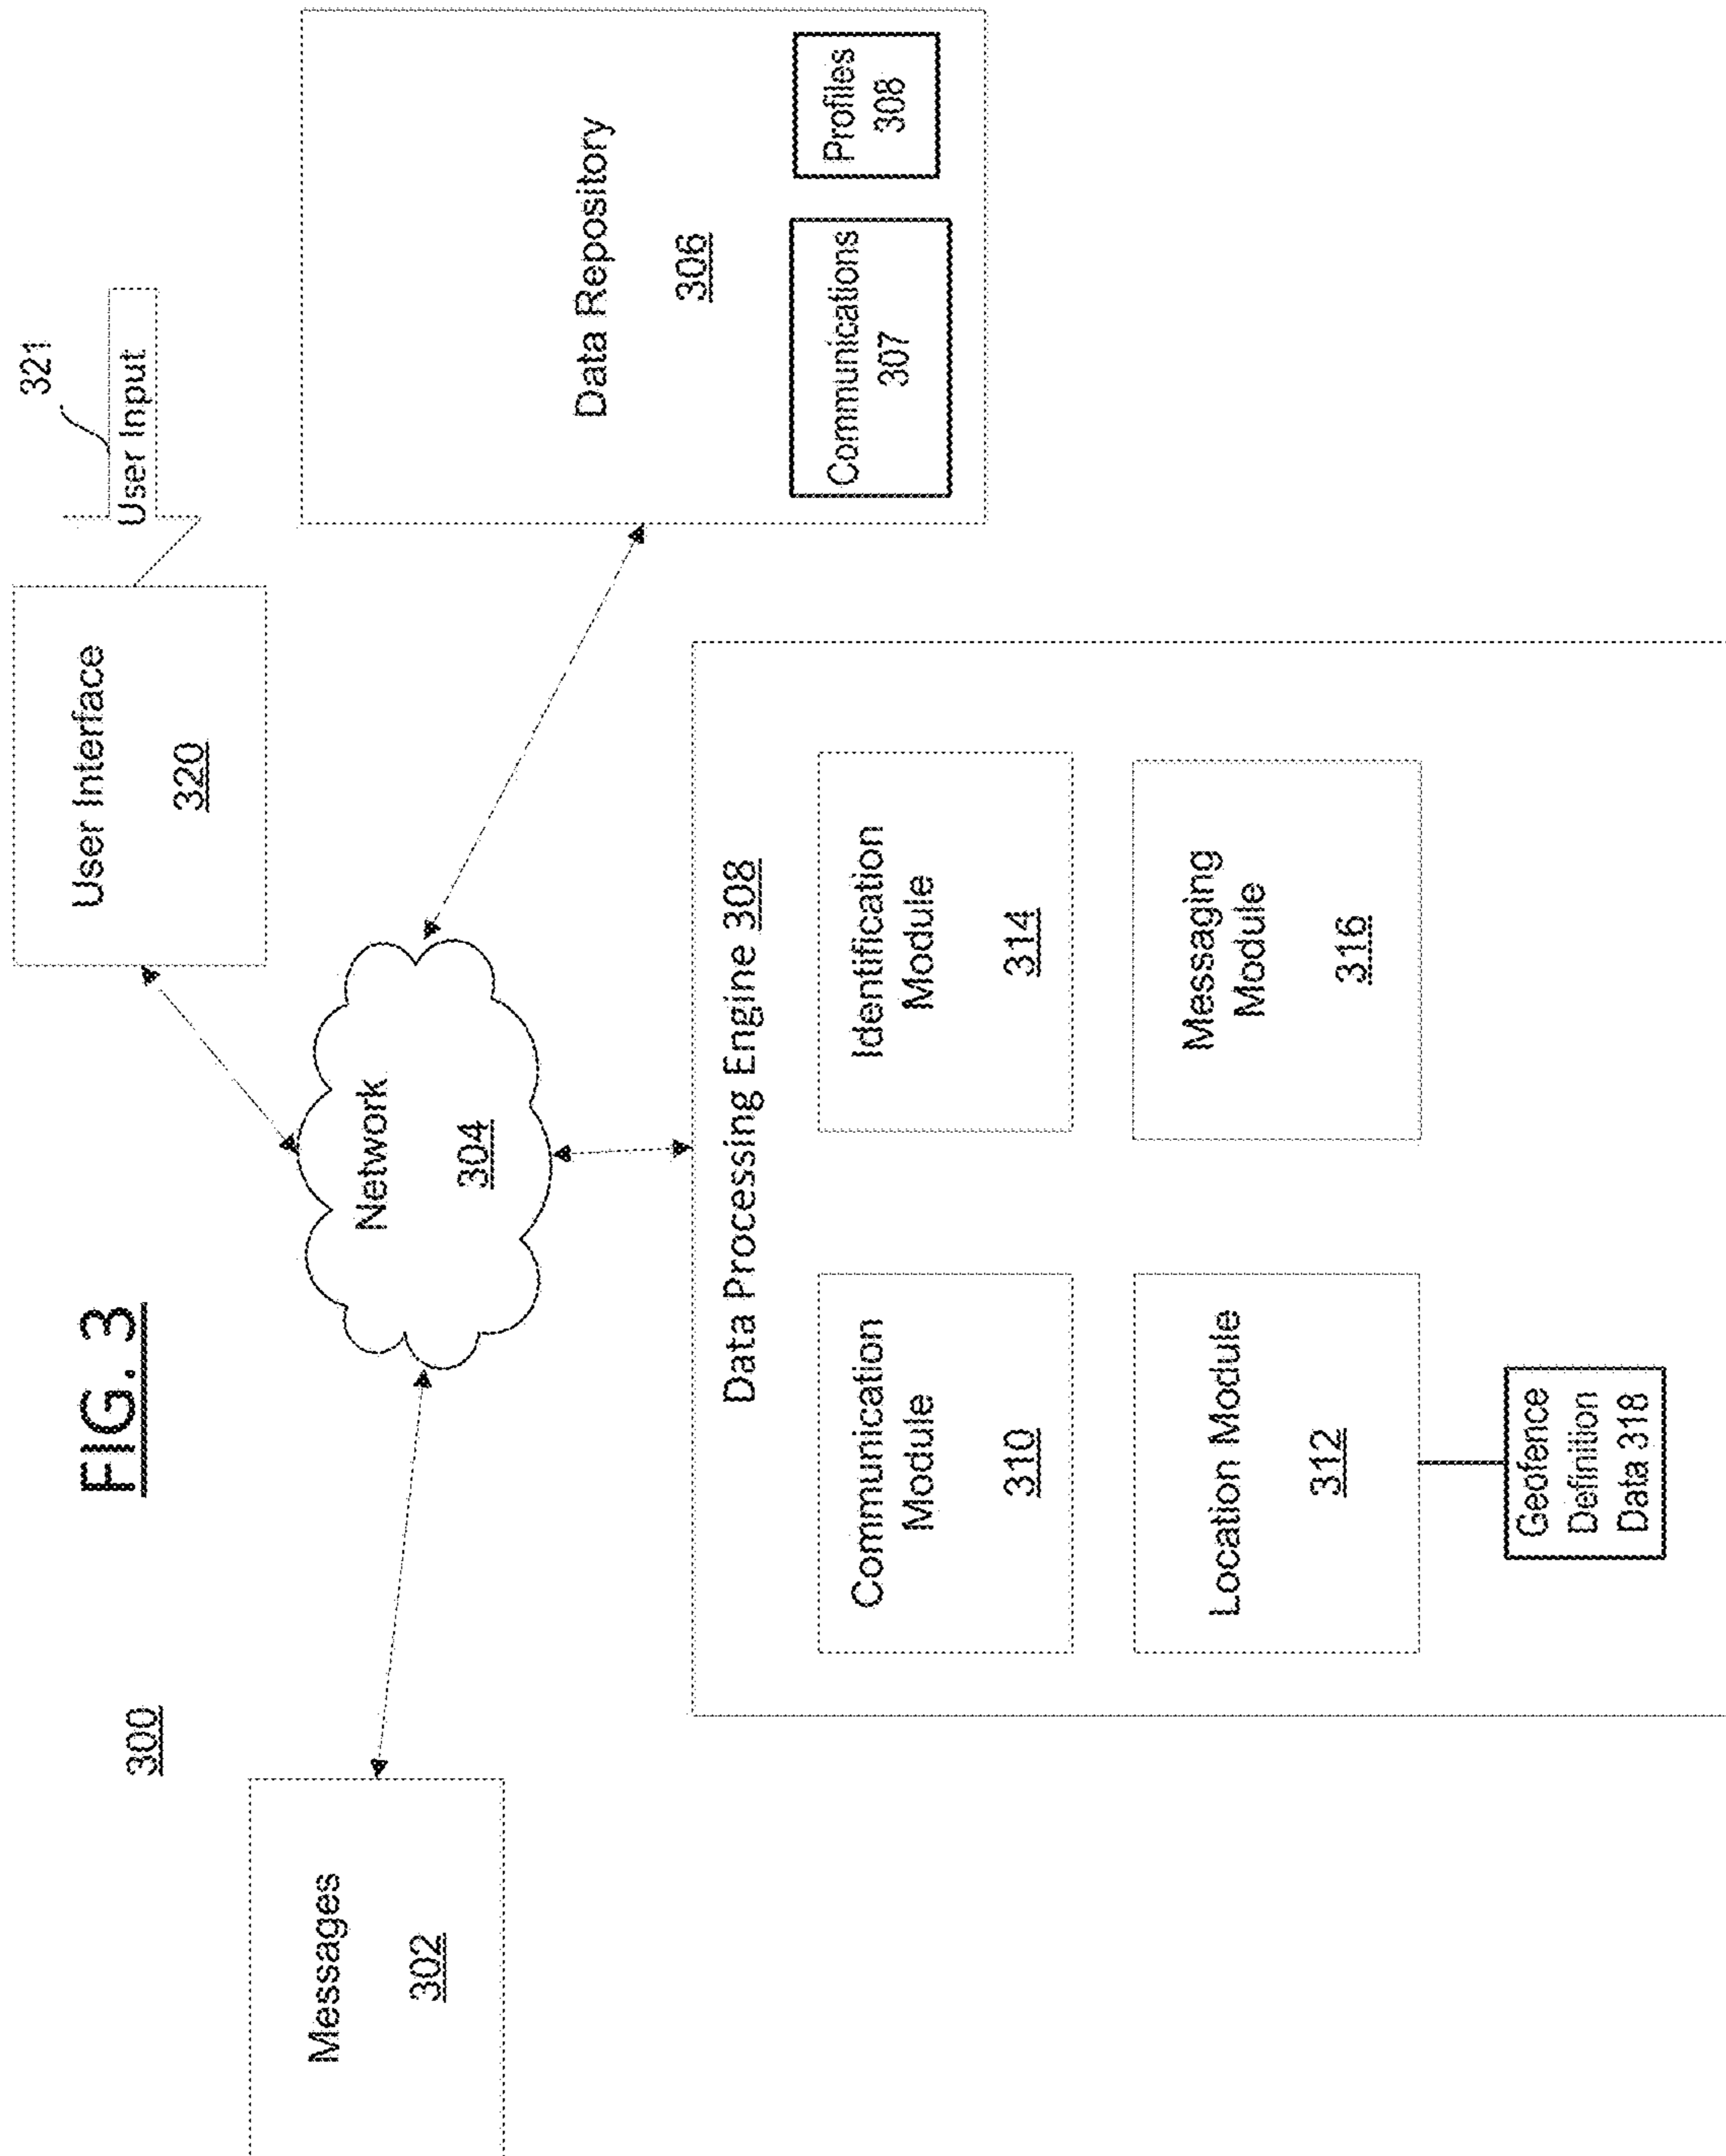 FIG. 3
300
321
User Input
User Interface
320
Messages
302
Network
304
Data Repository
306
Communications
307
Profiles
308
Data Processing Engine 308
Communication
Module
310
Identification
Module
314
Location Module
312
Messaging
Module
316
Geofence
Definition
Data 318